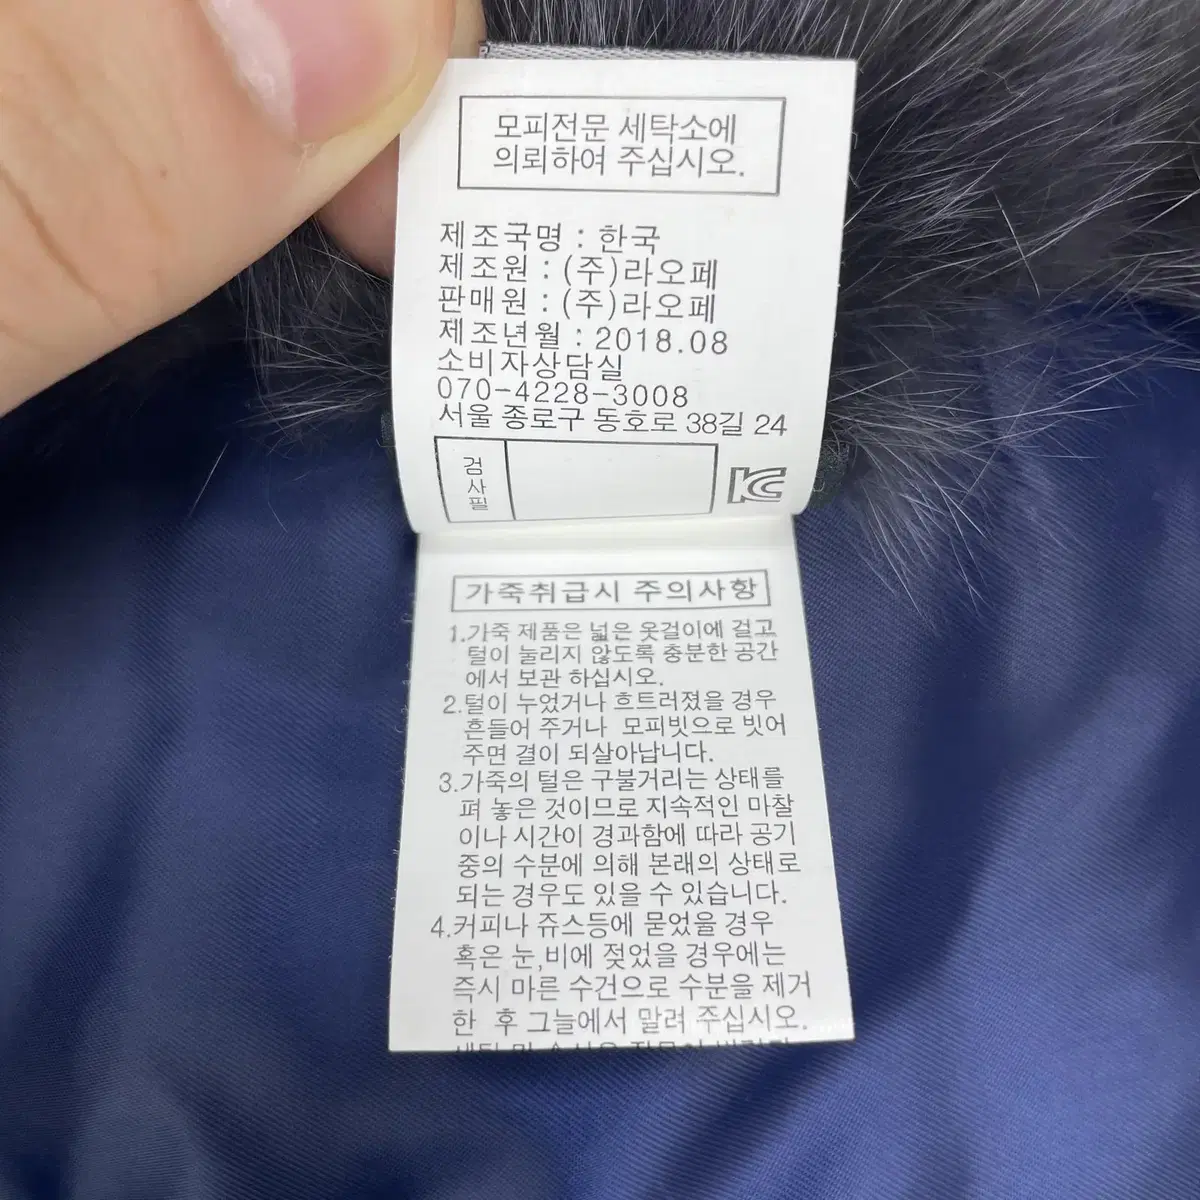 모피전문 세탁소에
의뢰하여 주십시오.
제조국명 : 한국
제조원 : (주)라오페
판매원 : (주)라오페
제조년월 : 2018.08
소비자상담실
070-4228-3008
서울 종로구 동호로 38길 24
검사필
가죽취급시 주의사항
1.가죽 제품은 넓은 옷걸이에 걸고
털이 눌리지 않도록 충분한 공간
에서 보관 하십시오.
2.털이 누었거나 흐트러졌을 경우
흔들어 주거나 모피빗으로 빗어
주면 결이 되살아납니다.
3.가죽의 털은 구불거리는 상태를
펴 놓은 것이므로 지속적인 마찰
이나 시간이 경과함에 따라 공기
중의 수분에 의해 본래의 상태로
되는 경우도 있을 수 있습니다.
4.커피나 쥬스등에 묻었을 경우
혹은 눈,비에 젖었을 경우에는
즉시 마른 수건으로 수분을 제거
한 후 그늘에서 말려 주십시오.